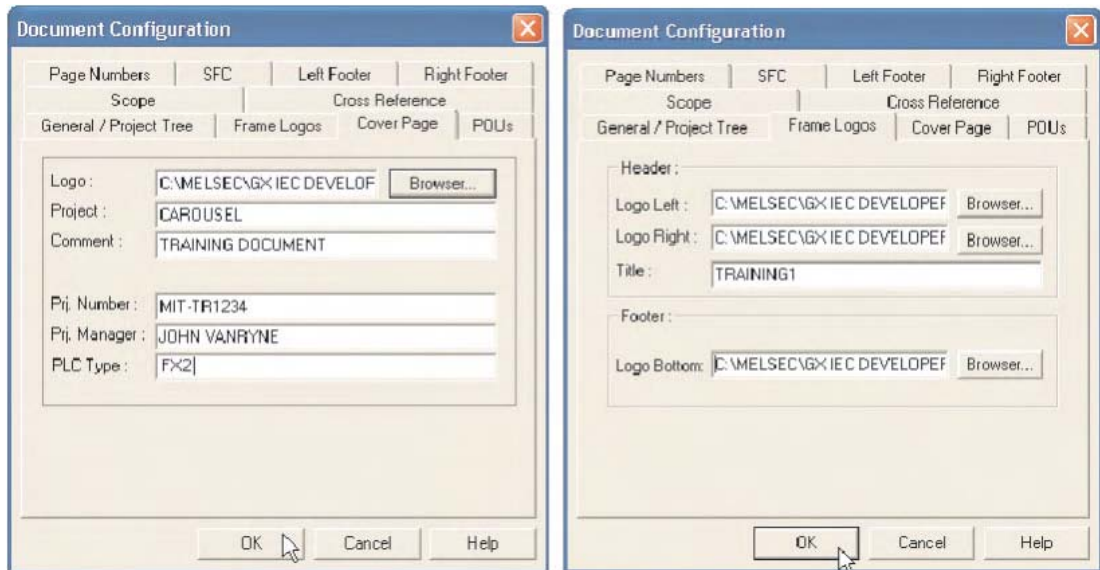 Document Configuration
Page Numbers SFC Left Footer Right Footer
Scope Cross Reference
General / Project Tree Frame Logos Cover Page POUs
Logo : C:\MELSEC\GX IEC DEVELOF Browser...
Project : CAROUSEL
Comment : TRAINING DOCUMENT
Prj. Number : MIT-TR1234
Prj. Manager : JOHN VANRYNE
PLC Type : FX2
OK Cancel Help
Document Configuration
Page Numbers SFC Left Footer Right Footer
Scope Cross Reference
General / Project Tree Frame Logos Cover Page POUs
Header :
Logo Left : C:\MELSEC\GX IEC DEVELOPER Browser...
Logo Right : C:\MELSEC\GX IEC DEVELOPER Browser...
Title : TRAINING1
Footer :
Logo Bottom: C:\MELSEC\GX IEC DEVELOPER Browser...
OK Cancel Help